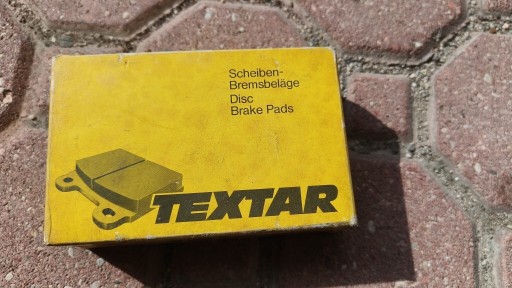 Scheiben-
Bremsbeläge
Disc
Brake Pads
TEXTAR